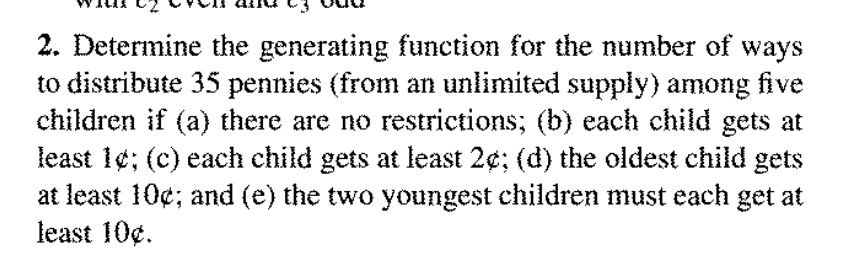 2. Determine the generating function for the number of ways
to distribute 35 pennies (from an unlimited supply) among five
children if (a) there are no restrictions; (b) each child gets at
least 1¢; (c) each child gets at least 2¢; (d) the oldest child gets
at least 10¢; and (e) the two youngest children must each get at
least 10¢.